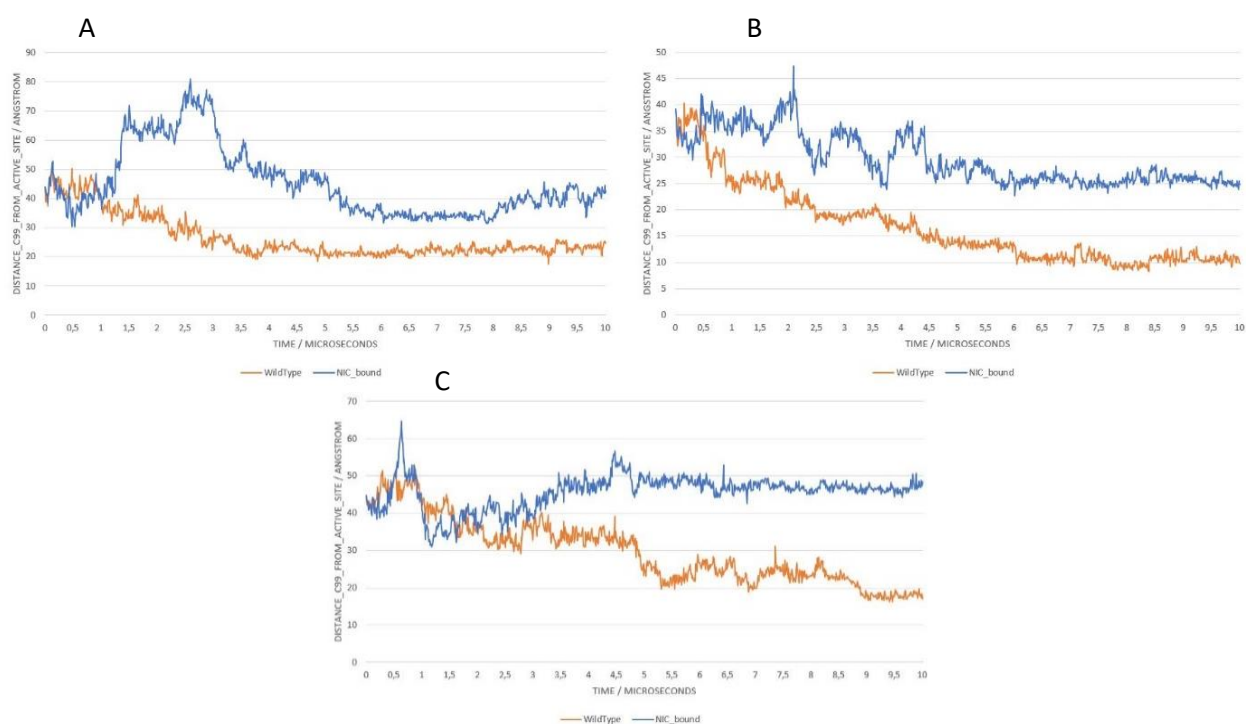 A
90
80
70
60
50
40
30
20
10
0
DISTANCE_C99_FROM_ACTIVE_SITE / ANGSTROM
0 0,5 1 1,5 2 2,5 3 3,5 4 4,5 5 5,5 6 6,5 7 7,5 8 8,5 9 9,5 10
TIME / MICROSECONDS
WildType NIC_bound
B
50
45
40
35
30
25
20
15
10
5
0
DISTANCE_C99_FROM_ACTIVE_SITE / ANGSTROM
0 0,5 1 1,5 2 2,5 3 3,5 4 4,5 5 5,5 6 6,5 7 7,5 8 8,5 9 9,5 10
TIME / MICROSECONDS
WildType NIC_bound
C
70
60
50
40
30
20
10
0
DISTANCE_C99_FROM_ACTIVE_SITE / ANGSTROM
0 0,5 1 1,5 2 2,5 3 3,5 4 4,5 5 5,5 6 6,5 7 7,5 8 8,5 9 9,5 10
TIME / MICROSECONDS
WildType NIC_bound